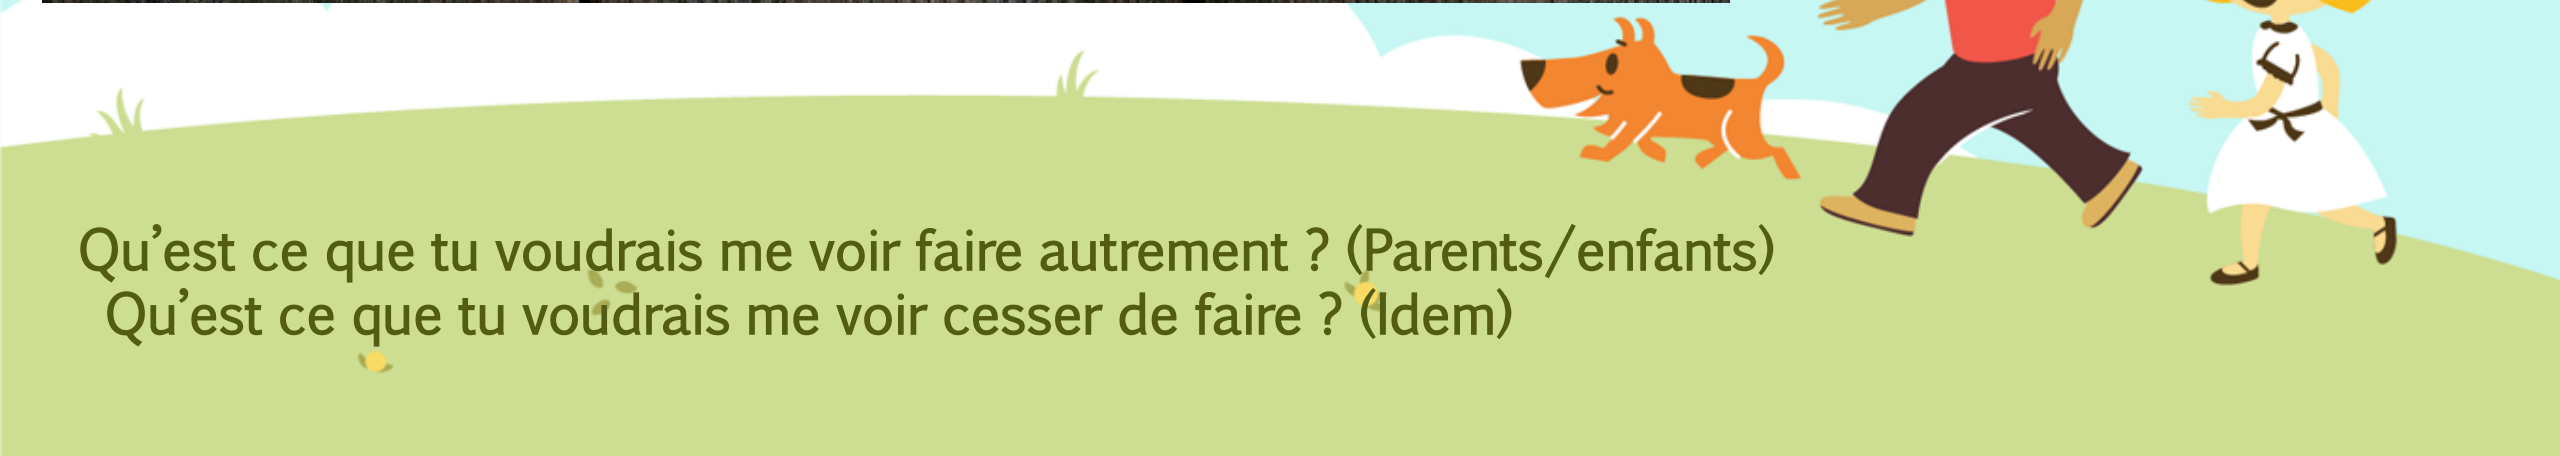 Qu’est ce que tu voudrais me voir faire autrement ? (Parents/enfants)
Qu’est ce que tu voudrais me voir cesser de faire ? (Idem)